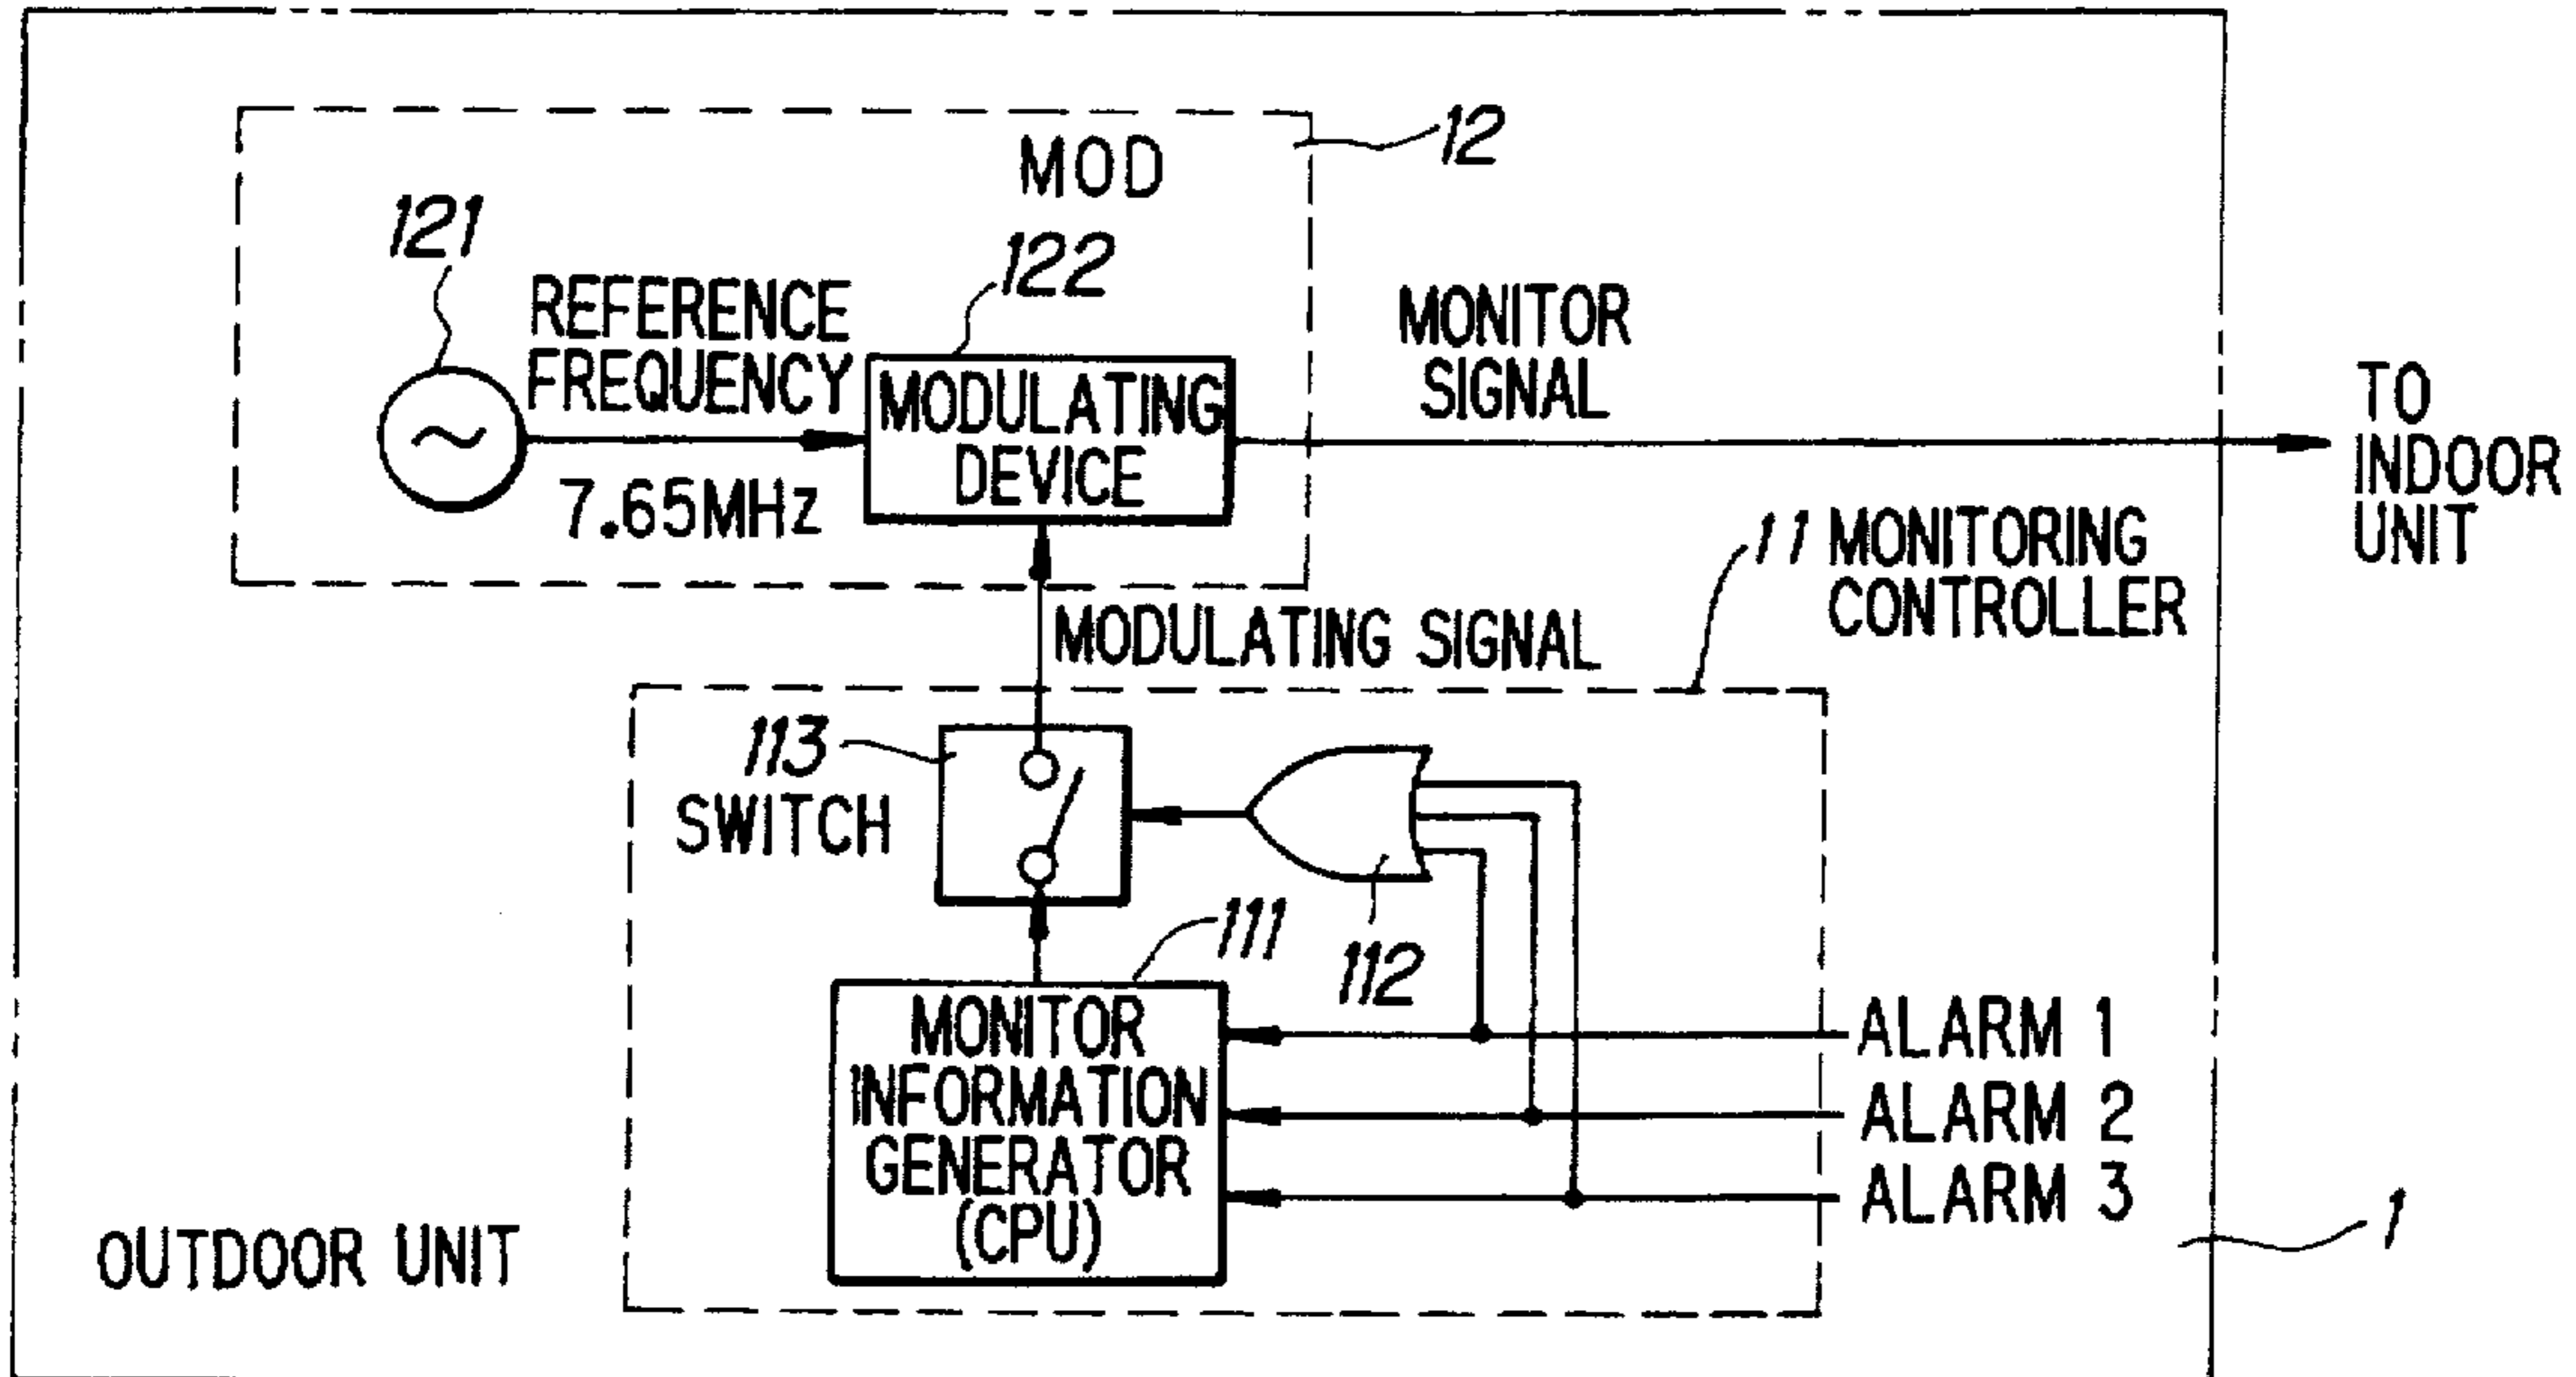 12
MOD
121
122
REFERENCE
FREQUENCY
7.65MHz
MODULATING
DEVICE
MONITOR
SIGNAL
TO
INDOOR
UNIT
11 MONITORING
CONTROLLER
MODULATING SIGNAL
113
SWITCH
112
111
MONITOR
INFORMATION
GENERATOR
(CPU)
ALARM 1
ALARM 2
ALARM 3
OUTDOOR UNIT
1